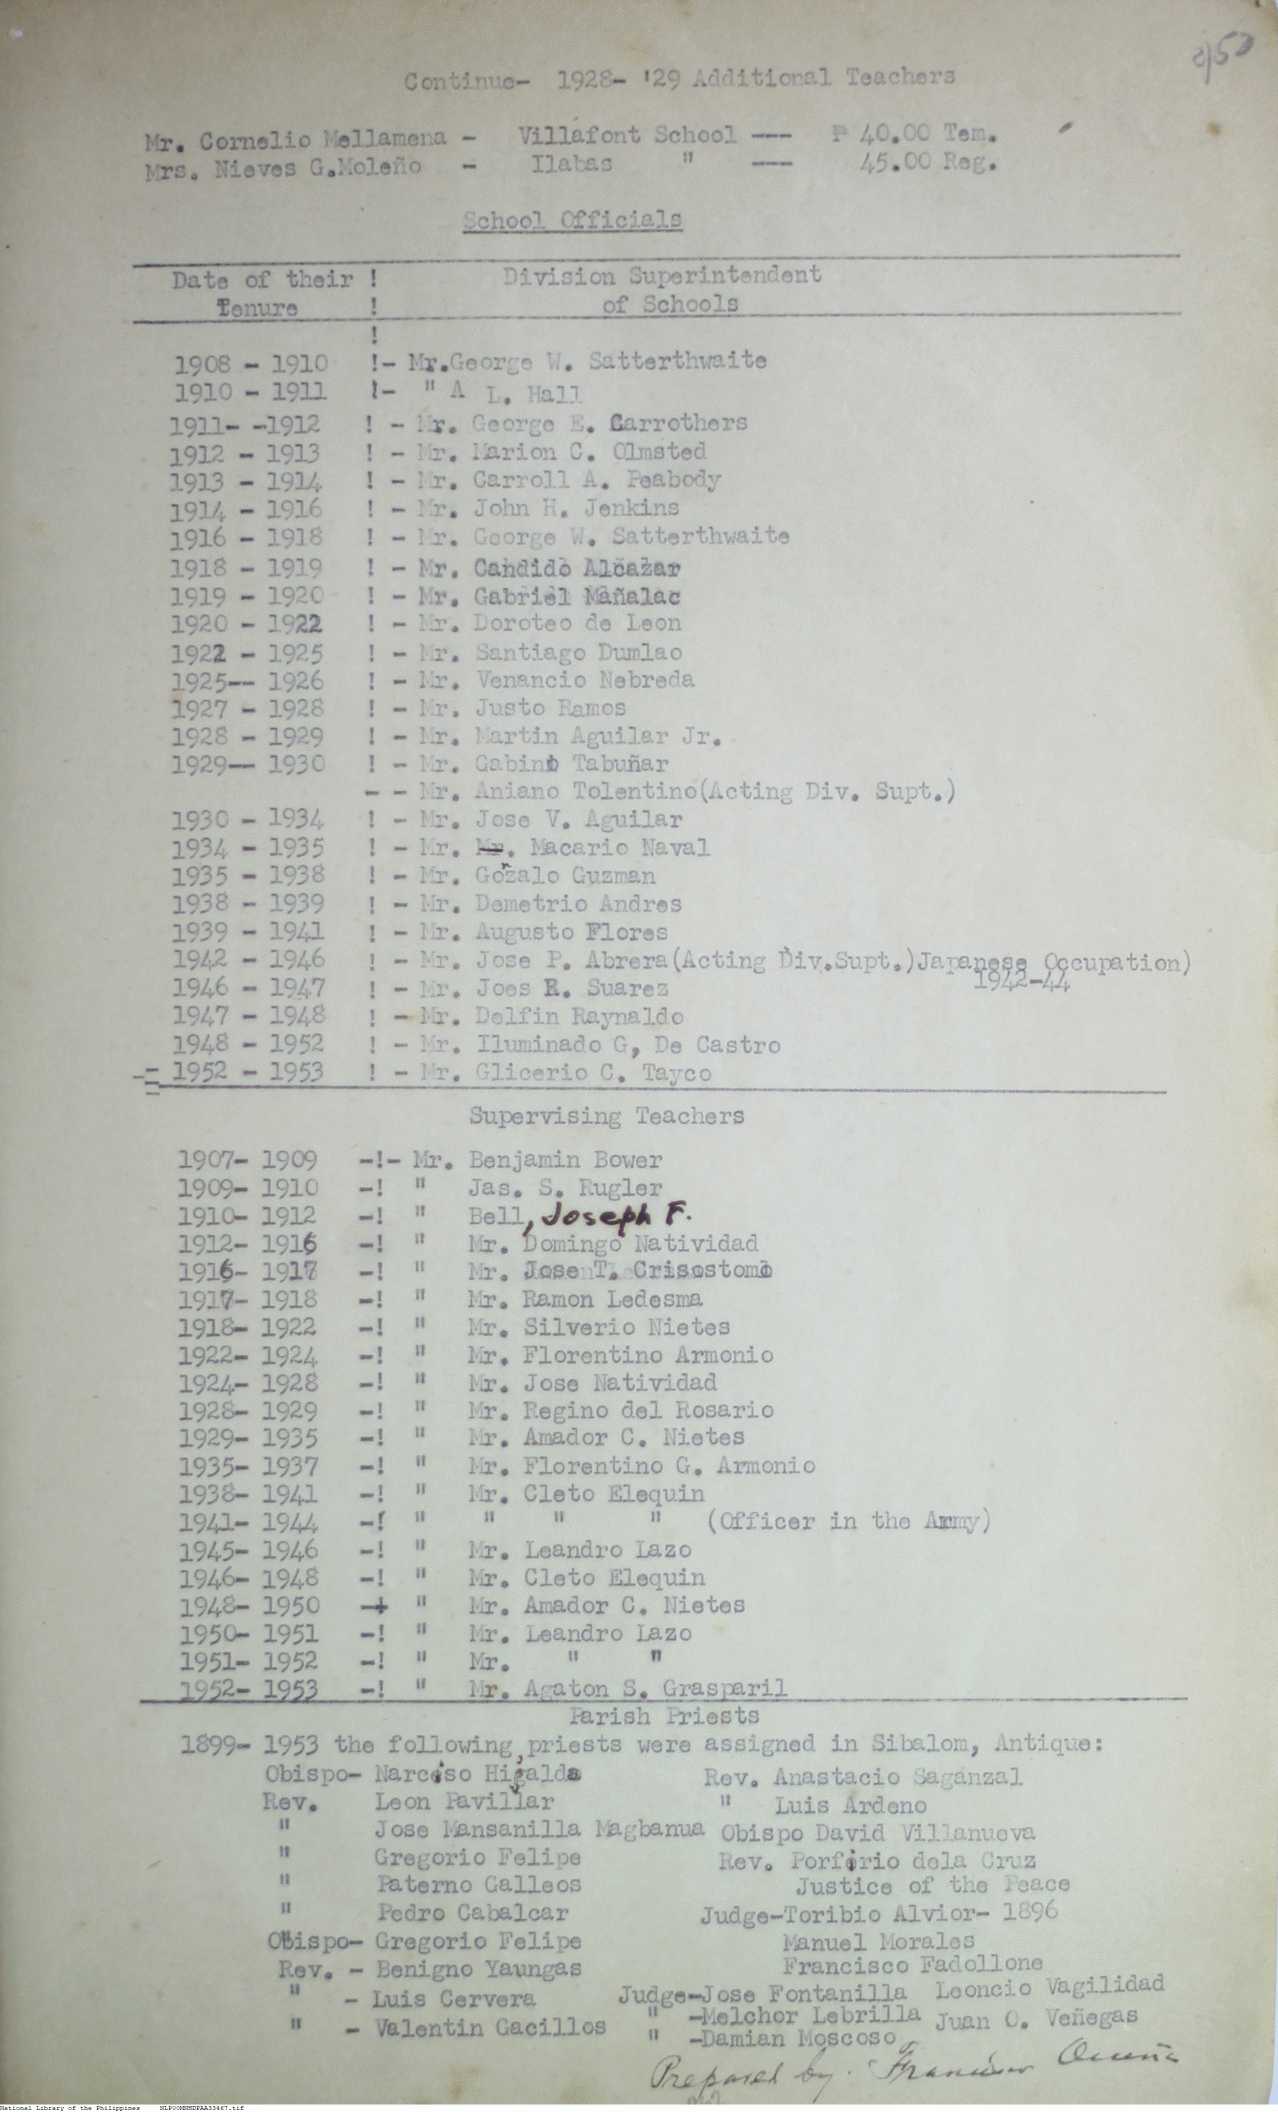 Continue- 1928- '29 Additional Teachers
Mr. Cornelio Mellamena - Villafont School --- ₱ 40.00 Tem.
Mrs. Nieves G.Moleño - Ilabas " --- 45.00 Reg.
School Officials
Date of their ! Division Superintendent
Tenure ! of Schools
!
1908 - 1910 !- Mr.George W. Satterthwaite
1910 - 1911 !- " A L. Hall
1911- -1912 ! - Mr. George E. Carrothers
1912 - 1913 ! - Mr. Marion C. Olmsted
1913 - 1914 ! - Mr. Carroll A. Peabody
1914 - 1916 ! - Mr. John H. Jenkins
1916 - 1918 ! - Mr. George W. Satterthwaite
1918 - 1919 ! - Mr. Candido Alcazar
1919 - 1920 ! - Mr. Gabriel Mañalac
1920 - 1922 ! - Mr. Doroteo de Leon
1922 - 1925 ! - Mr. Santiago Dumlao
1925-- 1926 ! - Mr. Venancio Nebreda
1927 - 1928 ! - Mr. Justo Ramos
1928 - 1929 ! - Mr. Martin Aguilar Jr.
1929-- 1930 ! - Mr. Gabino Tabuñar
- - Mr. Aniano Tolentino(Acting Div. Supt.)
1930 - 1934 ! - Mr. Jose V. Aguilar
1934 - 1935 ! - Mr. Mr. Macario Naval
1935 - 1938 ! - Mr. Gonzalo Guzman
1938 - 1939 ! - Mr. Demetrio Andres
1939 - 1941 ! - Mr. Augusto Flores
1942 - 1946 ! - Mr. Jose P. Abrera(Acting Div.Supt.)Japanese Occupation)
1942-44
1946 - 1947 ! - Mr. Joes R. Suarez
1947 - 1948 ! - Mr. Delfin Raynaldo
1948 - 1952 ! - Mr. Iluminado G, De Castro
1952 - 1953 ! - Mr. Glicerio C. Tayco
Supervising Teachers
1907- 1909 -!- Mr. Benjamin Bower
1909- 1910 -! " Jas. S. Rugler
1910- 1912 -! " Bell, Joseph F.
1912- 1916 -! " Mr. Domingo Natividad
1916- 1917 -! " Mr. Jose T. Crisostomo
1917- 1918 -! " Mr. Ramon Ledesma
1918- 1922 -! " Mr. Silverio Nietes
1922- 1924 -! " Mr. Florentino Armonio
1924- 1928 -! " Mr. Jose Natividad
1928- 1929 -! " Mr. Regino del Rosario
1929- 1935 -! " Mr. Amador C. Nietes
1935- 1937 -! " Mr. Florentino G. Armonio
1938- 1941 -! " Mr. Cleto Elequin
1941- 1944 -! " " " " (Officer in the Army)
1945- 1946 -! " Mr. Leandro Lazo
1946- 1948 -! " Mr. Cleto Elequin
1948- 1950 -+ " Mr. Amador C. Nietes
1950- 1951 -! " Mr. Leandro Lazo
1951- 1952 -! " Mr. " "
1952- 1953 -! " Mr. Agaton S. Grasparil
Parish Priests
1899- 1953 the following, priests were assigned in Sibalom, Antique:
Obispo- Narciso Higalda Rev. Anastacio Saganzal
Rev. Leon Pavillar " Luis Ardeno
" Jose Mansanilla Magbanua Obispo David Villanueva
" Gregorio Felipe Rev. Porfirio dela Cruz
" Paterno Galleos Justice of the Peace
" Pedro Cabalcar Judge-Toribio Alvior- 1896
Obispo- Gregorio Felipe Manuel Morales
Rev. - Benigno Yaungas Francisco Fadollone
" - Luis Cervera Judge-Jose Fontanilla Leoncio Vagilidad
" - Valentin Gacillos " -Melchor Lebrilla Juan O. Veñegas
" -Damian Moscoso
Prepared by: Francisco
National Library of the Philippines NLP00MHHDPAA33467.tif